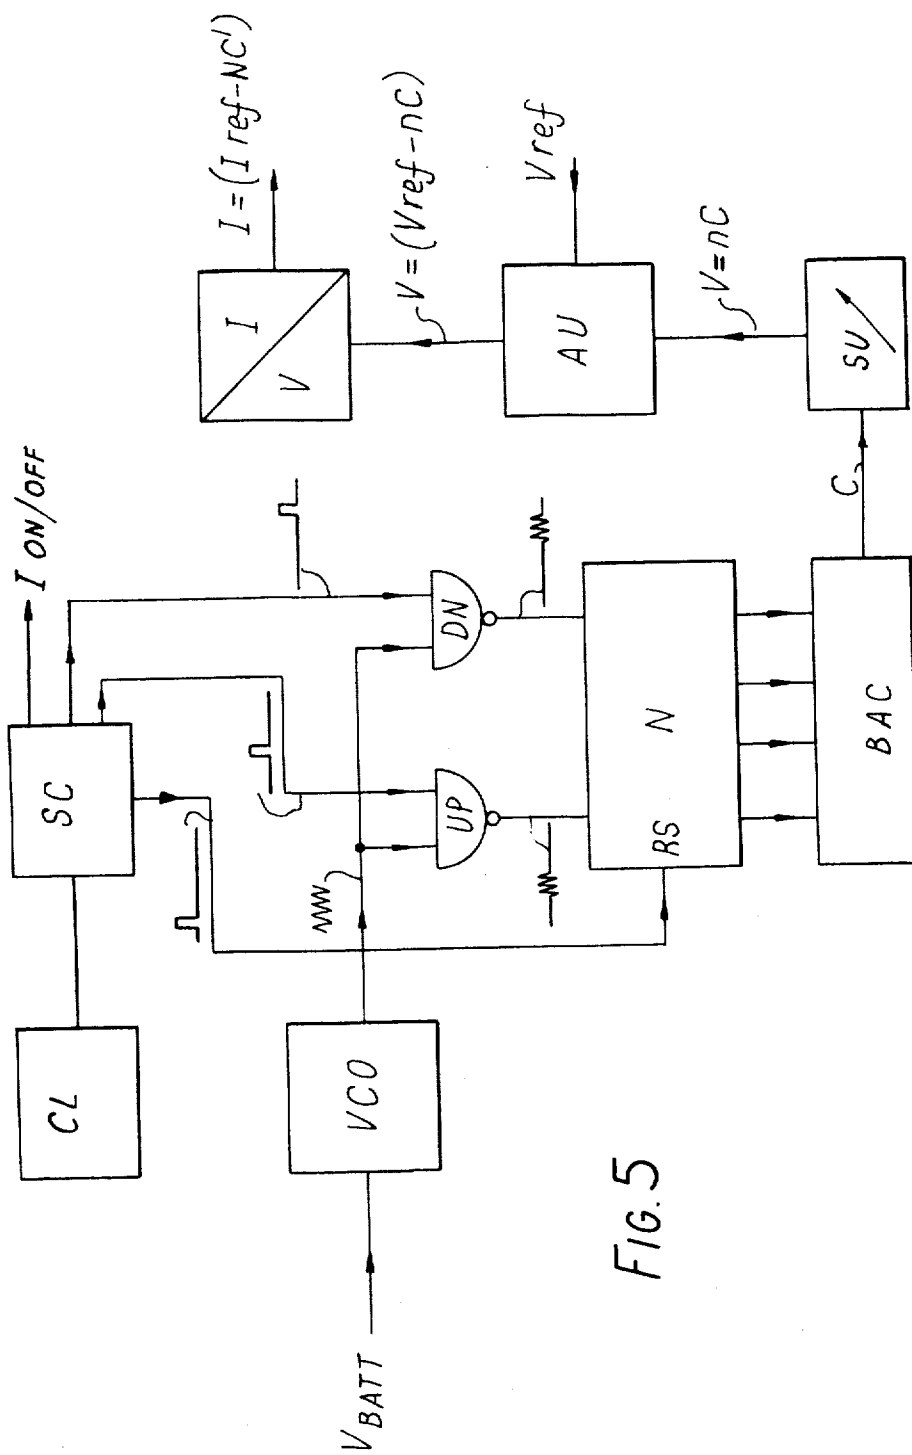 CL
SC
I ON/OFF
VBATT
VCO
UP
DN
RS
N
BAC
C
SU
V=nC
AU
Vref
V=(Vref-nC)
V
I
I=(Iref-NC')
FIG. 5